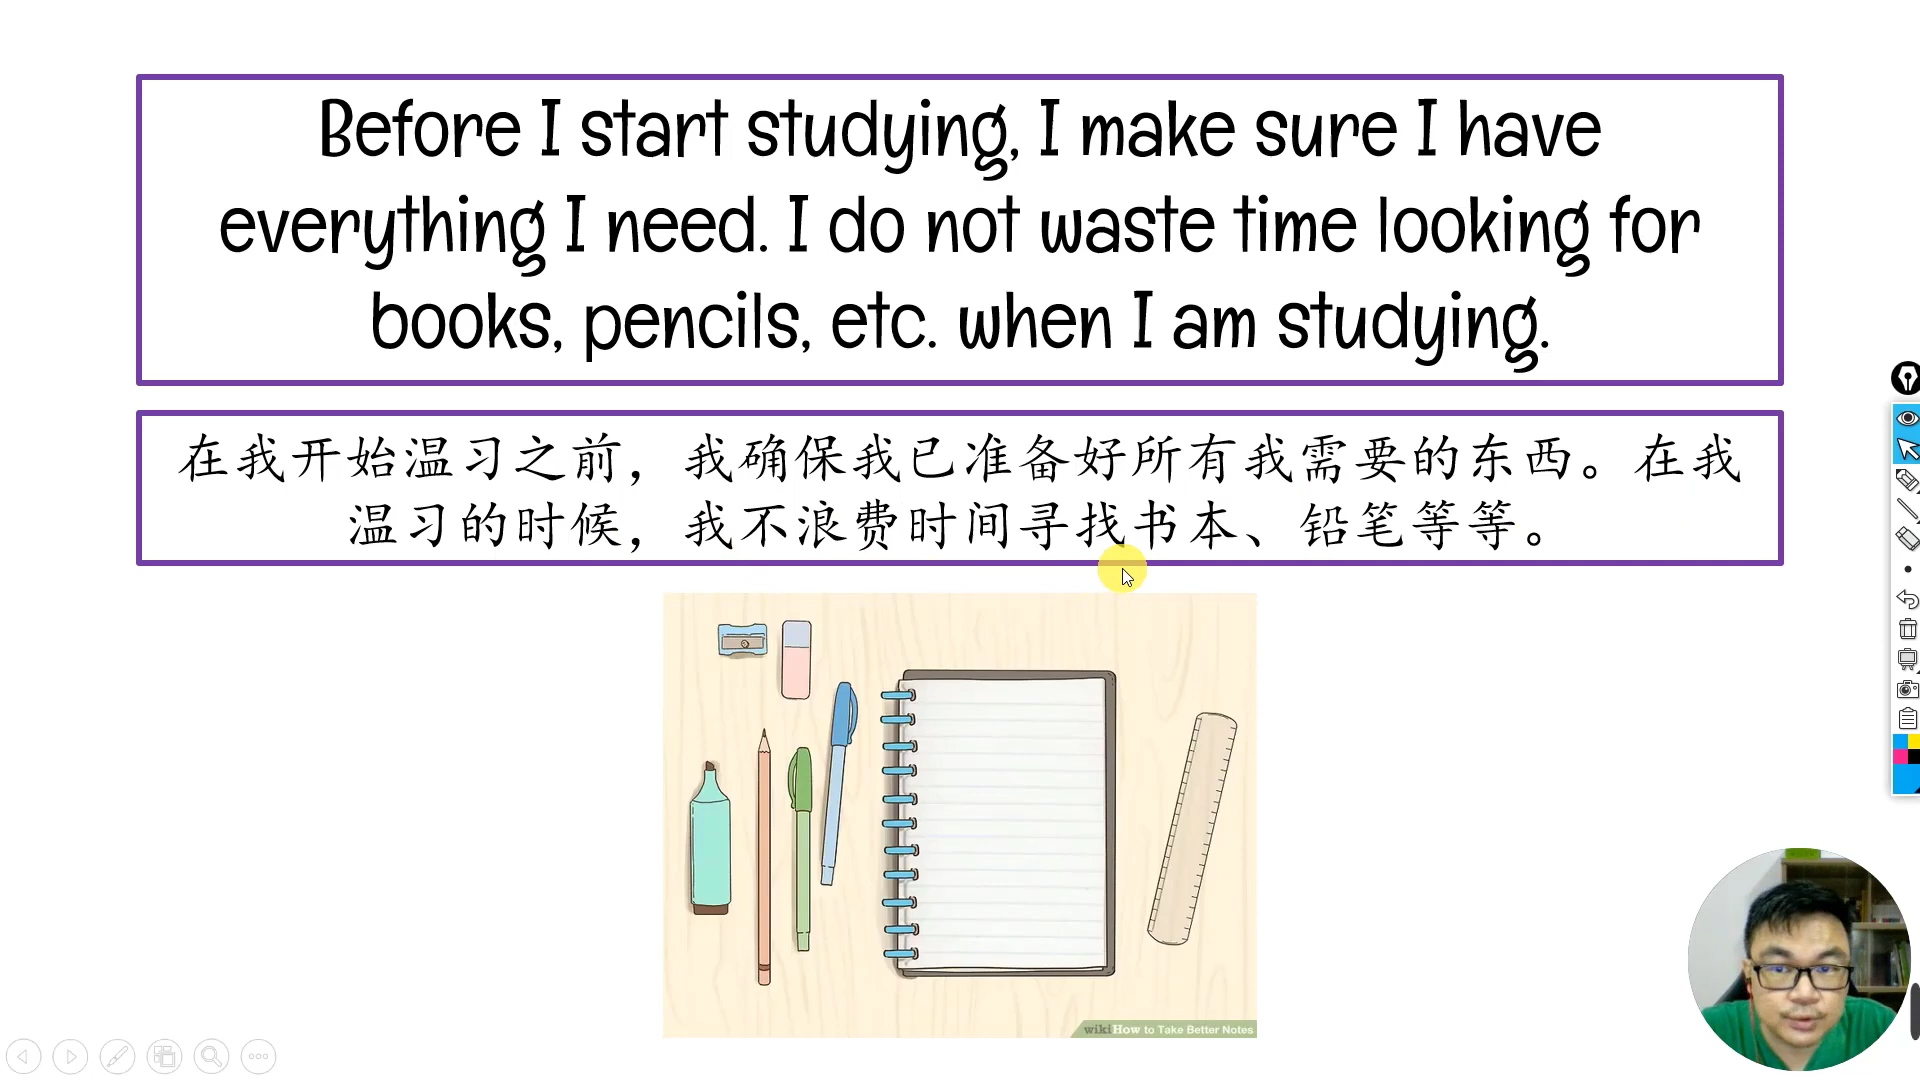 Before I start studying, I make sure I have
everything I need. I do not waste time looking for
books, pencils, etc. when I am studying.
在我开始温习之前，我确保我已准备好所有我需要的东西。在我
温习的时候，我不浪费时间寻找书本、铅笔等等。
wikiHow to Take Better Notes